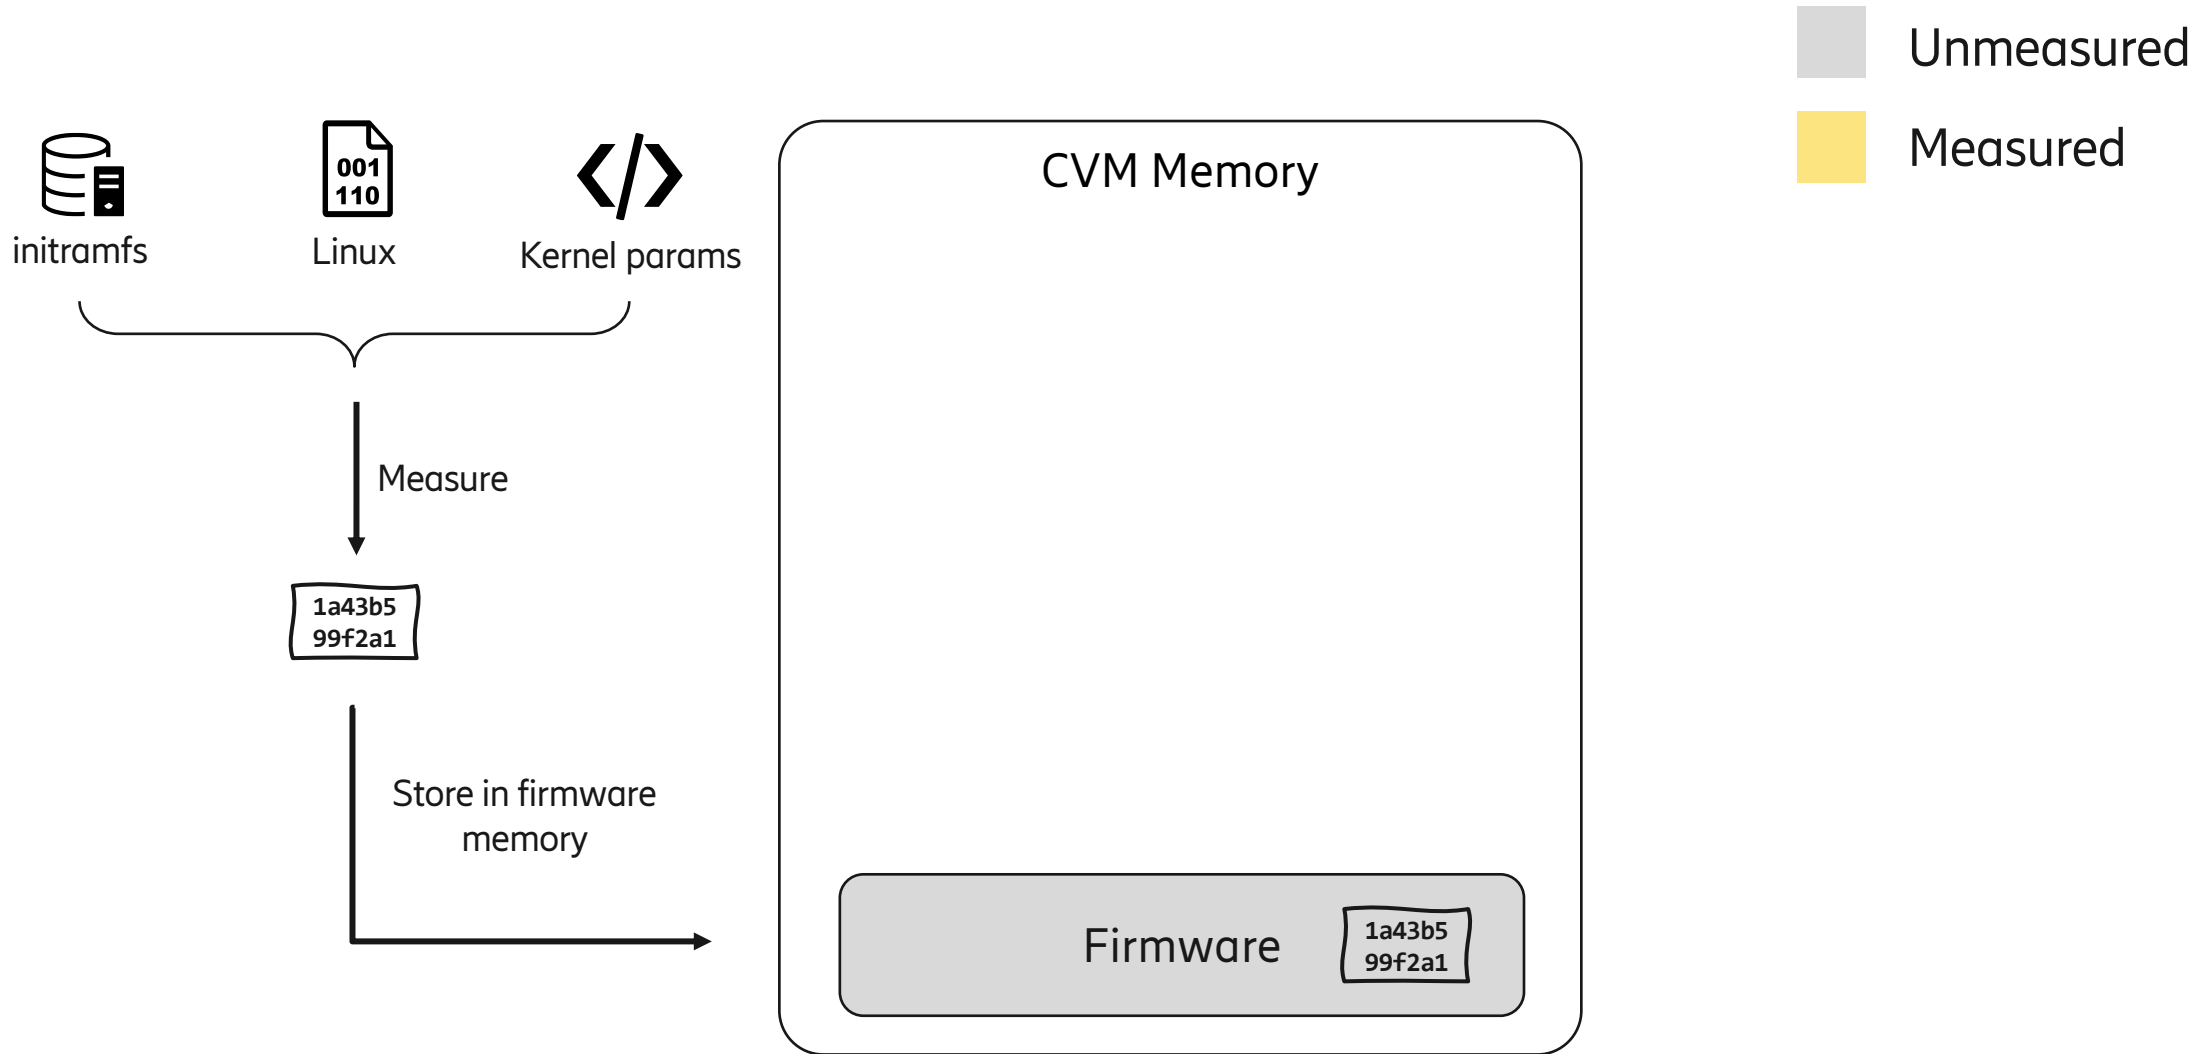 Unmeasured
Measured
001
110
initramfs
Linux
Kernel params
CVM Memory
Measure
1a43b5
99f2a1
Store in firmware
memory
Firmware
1a43b5
99f2a1